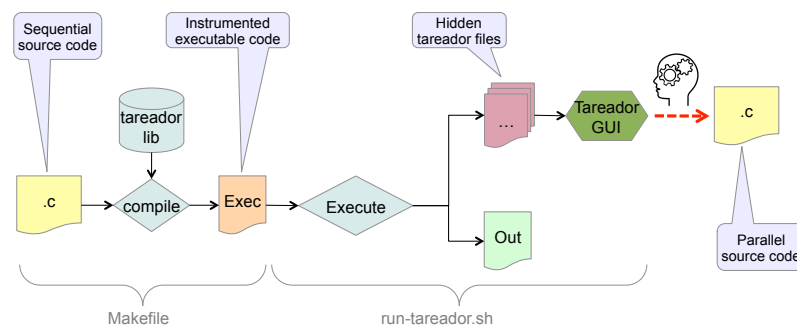 Sequential
source code
Instrumented
executable code
Hidden
tareador files
tareador
lib
...
Tareador
GUI
.c
.c
compile
Exec
Execute
Out
Parallel
source code
Makefile
run-tareador.sh